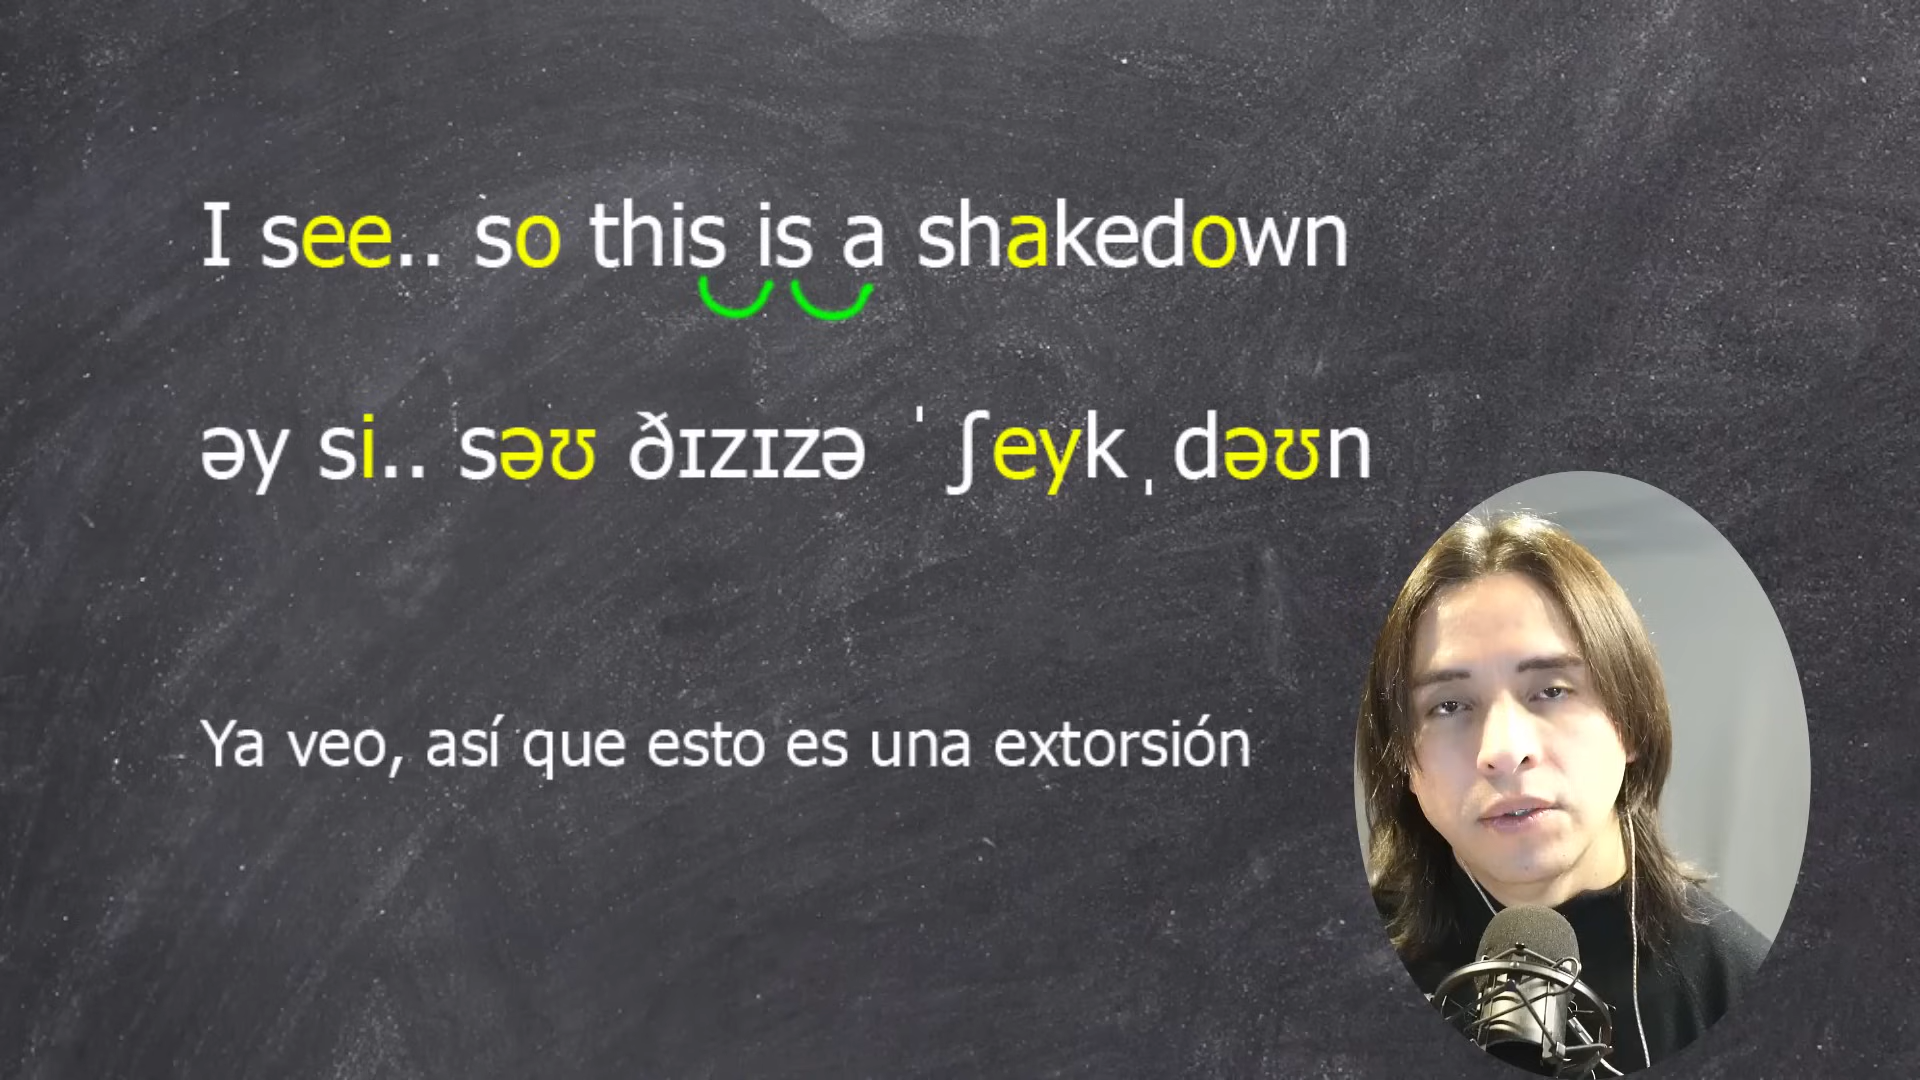 I see.. so this is a shakedown
əy si.. səʊ ðɪzɪzə ˈʃeykˌdəʊn
Ya veo, así que esto es una extorsión